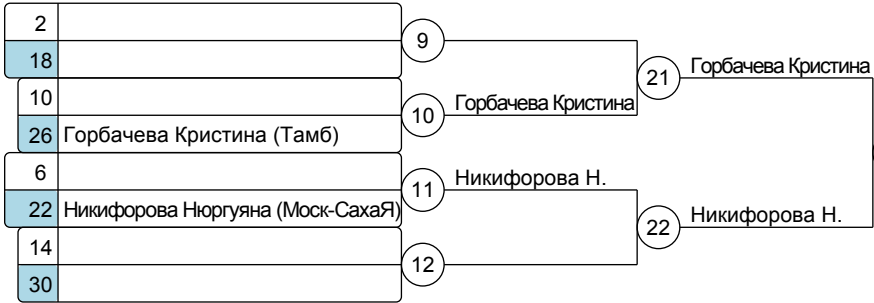 2
9
18
21 Горбачева Кристина
10
10 Горбачева Кристина
26 Горбачева Кристина (Тамб)
6
11 Никифорова Н.
22 Никифорова Нюргуяна (Моск-СахаЯ)
22 Никифорова Н.
14
12
30